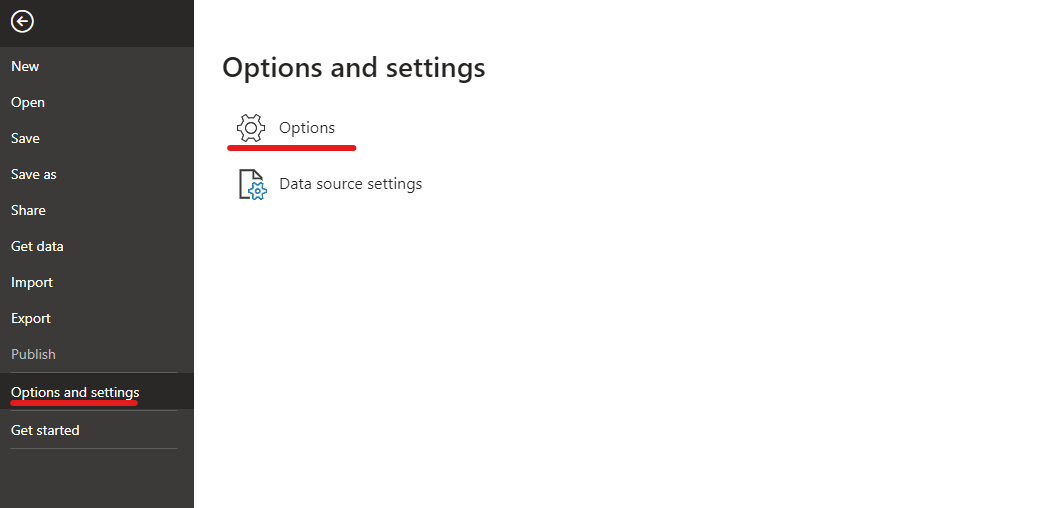 New
Open
Save
Save as
Share
Get data
Import
Export
Publish
Options and settings
Get started
Options and settings
Options
Data source settings